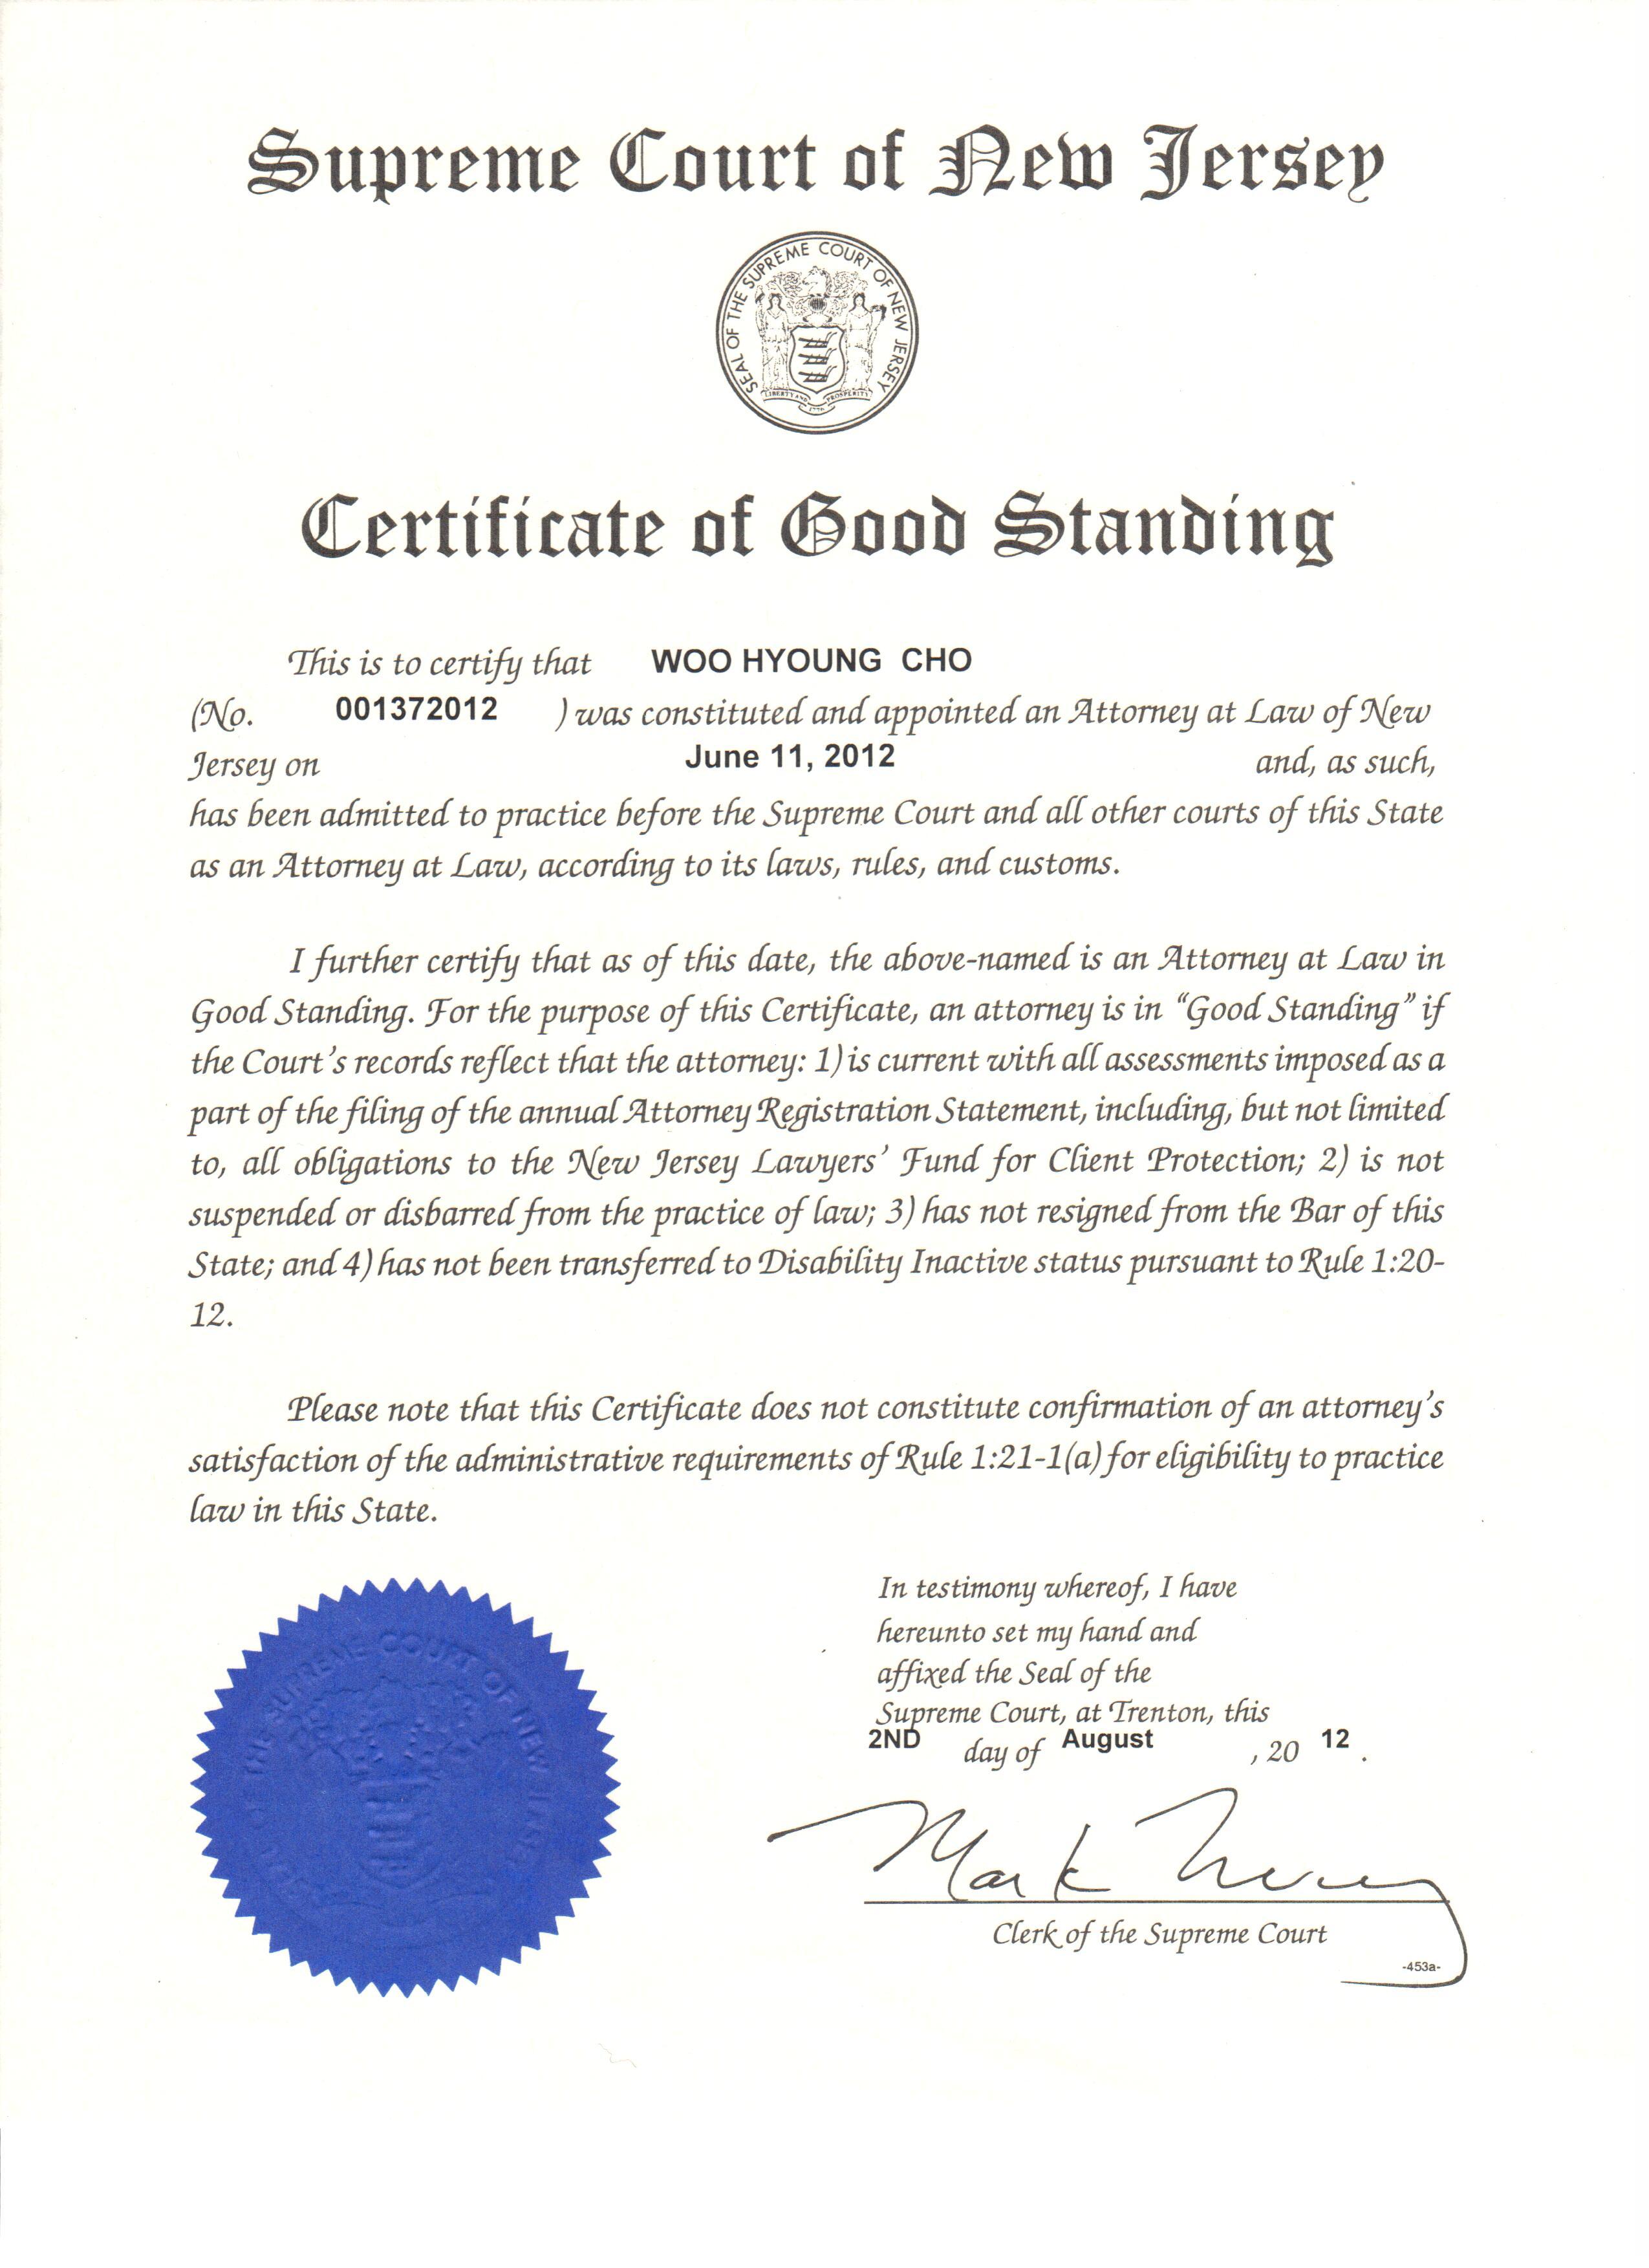 Supreme Court of New Jersey
SEAL OF THE SUPREME COURT OF NEW JERSEY
LIBERTY AND PROSPERITY
1776
Certificate of Good Standing
This is to certify that WOO HYOUNG CHO
(No. 001372012 ) was constituted and appointed an Attorney at Law of New
Jersey on June 11, 2012 and, as such,
has been admitted to practice before the Supreme Court and all other courts of this State
as an Attorney at Law, according to its laws, rules, and customs.
I further certify that as of this date, the above-named is an Attorney at Law in
Good Standing. For the purpose of this Certificate, an attorney is in “Good Standing” if
the Court’s records reflect that the attorney: 1) is current with all assessments imposed as a
part of the filing of the annual Attorney Registration Statement, including, but not limited
to, all obligations to the New Jersey Lawyers’ Fund for Client Protection; 2) is not
suspended or disbarred from the practice of law; 3) has not resigned from the Bar of this
State; and 4) has not been transferred to Disability Inactive status pursuant to Rule 1:20-
12.
Please note that this Certificate does not constitute confirmation of an attorney’s
satisfaction of the administrative requirements of Rule 1:21-1(a) for eligibility to practice
law in this State.
In testimony whereof, I have
hereunto set my hand and
affixed the Seal of the
Supreme Court, at Trenton, this
2ND day of August , 20 12 .
Mark
Clerk of the Supreme Court
-453a-
OF THE SUPREME COURT OF NEW